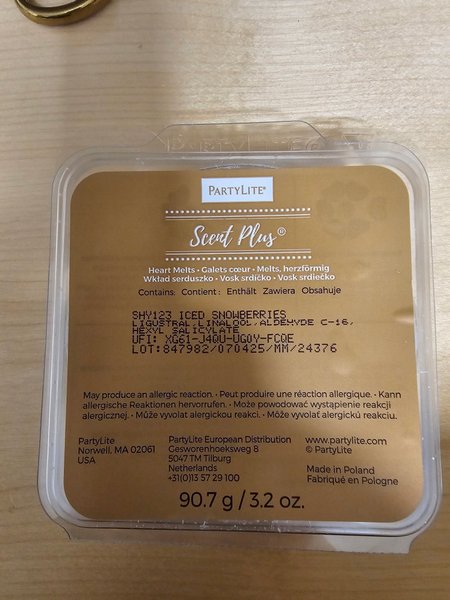 PARTYLITE®
Scent Plus®
Heart Melts • Galets cœur • Melts, herzförmig
Wkład serduszko • Vosk srdíčko • Vosk srdiečko
Contains: Contient: Enthält Zawiera Obsahuje
SHY123 ICED SNOWBERRIES
LIGUSTRAL,LINALOOL,ALDEHYDE C-16,
HEXYL SALICYLATE
UFI: XG61-J4QU-UG0Y-FCQE
LOT:847982/070425/MM/24376
May produce an allergic reaction. • Peut produire une réaction allergique. • Kann
allergische Reaktionen hervorrufen. • Może powodować wystąpienie reakcji
alergicznej. • Může vyvolat alergickou reakci. • Môže vyvolať alergickú reakciu.
PartyLite
Norwell, MA 02061
USA
PartyLite European Distribution
Gesworenhoeksweg 8
5047 TM Tilburg
Netherlands
+31(0)13 57 29 100
www.partylite.com
© PartyLite
Made in Poland
Fabriqué en Pologne
90.7 g / 3.2 oz.